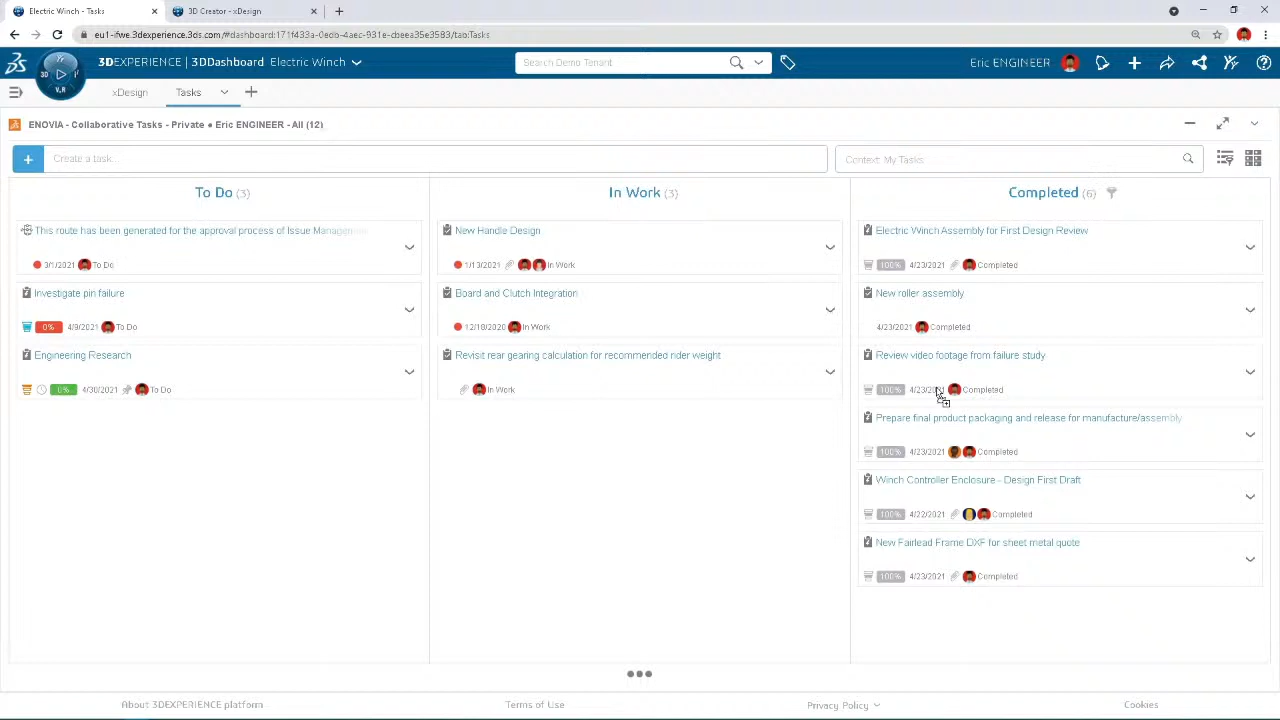 Electric Winch - Tasks
3D Creator - xDesign
eu1-ifwe.3dexperience.3ds.com/#dashboard:171f433a-0edb-4aec-931e-cbeea35e3583/tab:Tasks
3DEXPERIENCE | 3DDashboard Electric Winch
Search Demo Tenant
Eric ENGINEER
xDesign
Tasks
ENOVIA - Collaborative Tasks - Private • Eric ENGINEER - All (12)
Create a task...
Context: My Tasks
To Do (3)
This route has been generated for the approval process of Issue Managemen
3/1/2021 To Do
Investigate pin failure
0% 4/9/2021 To Do
Engineering Research
0% 4/30/2021 To Do
In Work (3)
New Handle Design
1/13/2021 In Work
Board and Clutch Integration
12/18/2020 In Work
Revisit rear gearing calculation for recommended rider weight
In Work
Completed (6)
Electric Winch Assembly for First Design Review
100% 4/23/2021 Completed
New roller assembly
4/23/2021 Completed
Review video footage from failure study
100% 4/23/2021 Completed
Prepare final product packaging and release for manufacture/assembly
100% 4/23/2021 Completed
Winch Controller Enclosure - Design First Draft
100% 4/22/2021 Completed
New Fairlead Frame DXF for sheet metal quote
100% 4/23/2021 Completed
About 3DEXPERIENCE platform
Terms of Use
Privacy Policy
Cookies